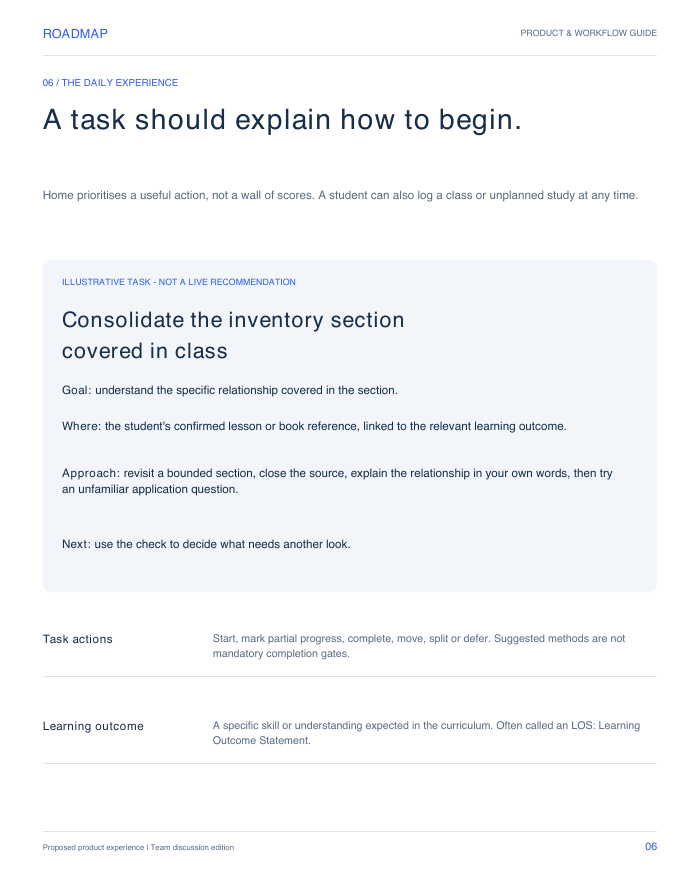 ROADMAP
PRODUCT & WORKFLOW GUIDE
06 / THE DAILY EXPERIENCE
A task should explain how to begin.
Home prioritises a useful action, not a wall of scores. A student can also log a class or unplanned study at any time.
ILLUSTRATIVE TASK - NOT A LIVE RECOMMENDATION
Consolidate the inventory section
covered in class
Goal: understand the specific relationship covered in the section.
Where: the student's confirmed lesson or book reference, linked to the relevant learning outcome.
Approach: revisit a bounded section, close the source, explain the relationship in your own words, then try
an unfamiliar application question.
Next: use the check to decide what needs another look.
Task actions
Start, mark partial progress, complete, move, split or defer. Suggested methods are not
mandatory completion gates.
Learning outcome
A specific skill or understanding expected in the curriculum. Often called an LOS: Learning
Outcome Statement.
Proposed product experience | Team discussion edition
06